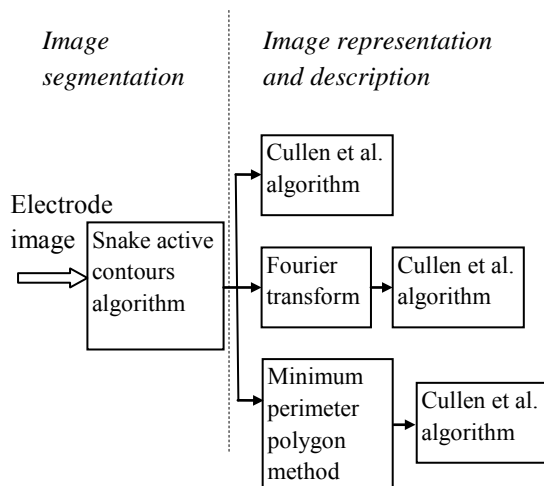 Image
segmentation
Image representation
and description
Electrode
image
Snake active
contours
algorithm
Cullen et al.
algorithm
Fourier
transform
Cullen et al.
algorithm
Minimum
perimeter
polygon
method
Cullen et al.
algorithm